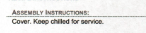 ASSEMBLY INSTRUCTIONS:
Cover. Keep chilled for service.